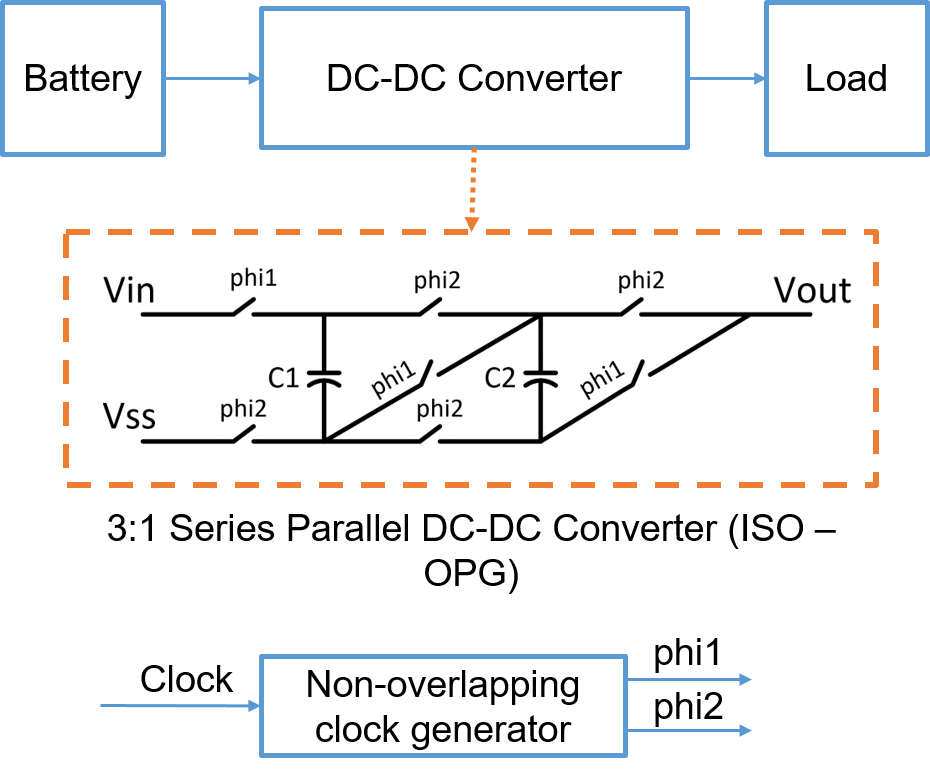 Battery
DC-DC Converter
Load
Vin
phi1
phi2
phi2
Vout
C1
phi1
C2
phi1
Vss
phi2
phi2
3:1 Series Parallel DC-DC Converter (ISO –
OPG)
Clock
Non-overlapping
clock generator
phi1
phi2